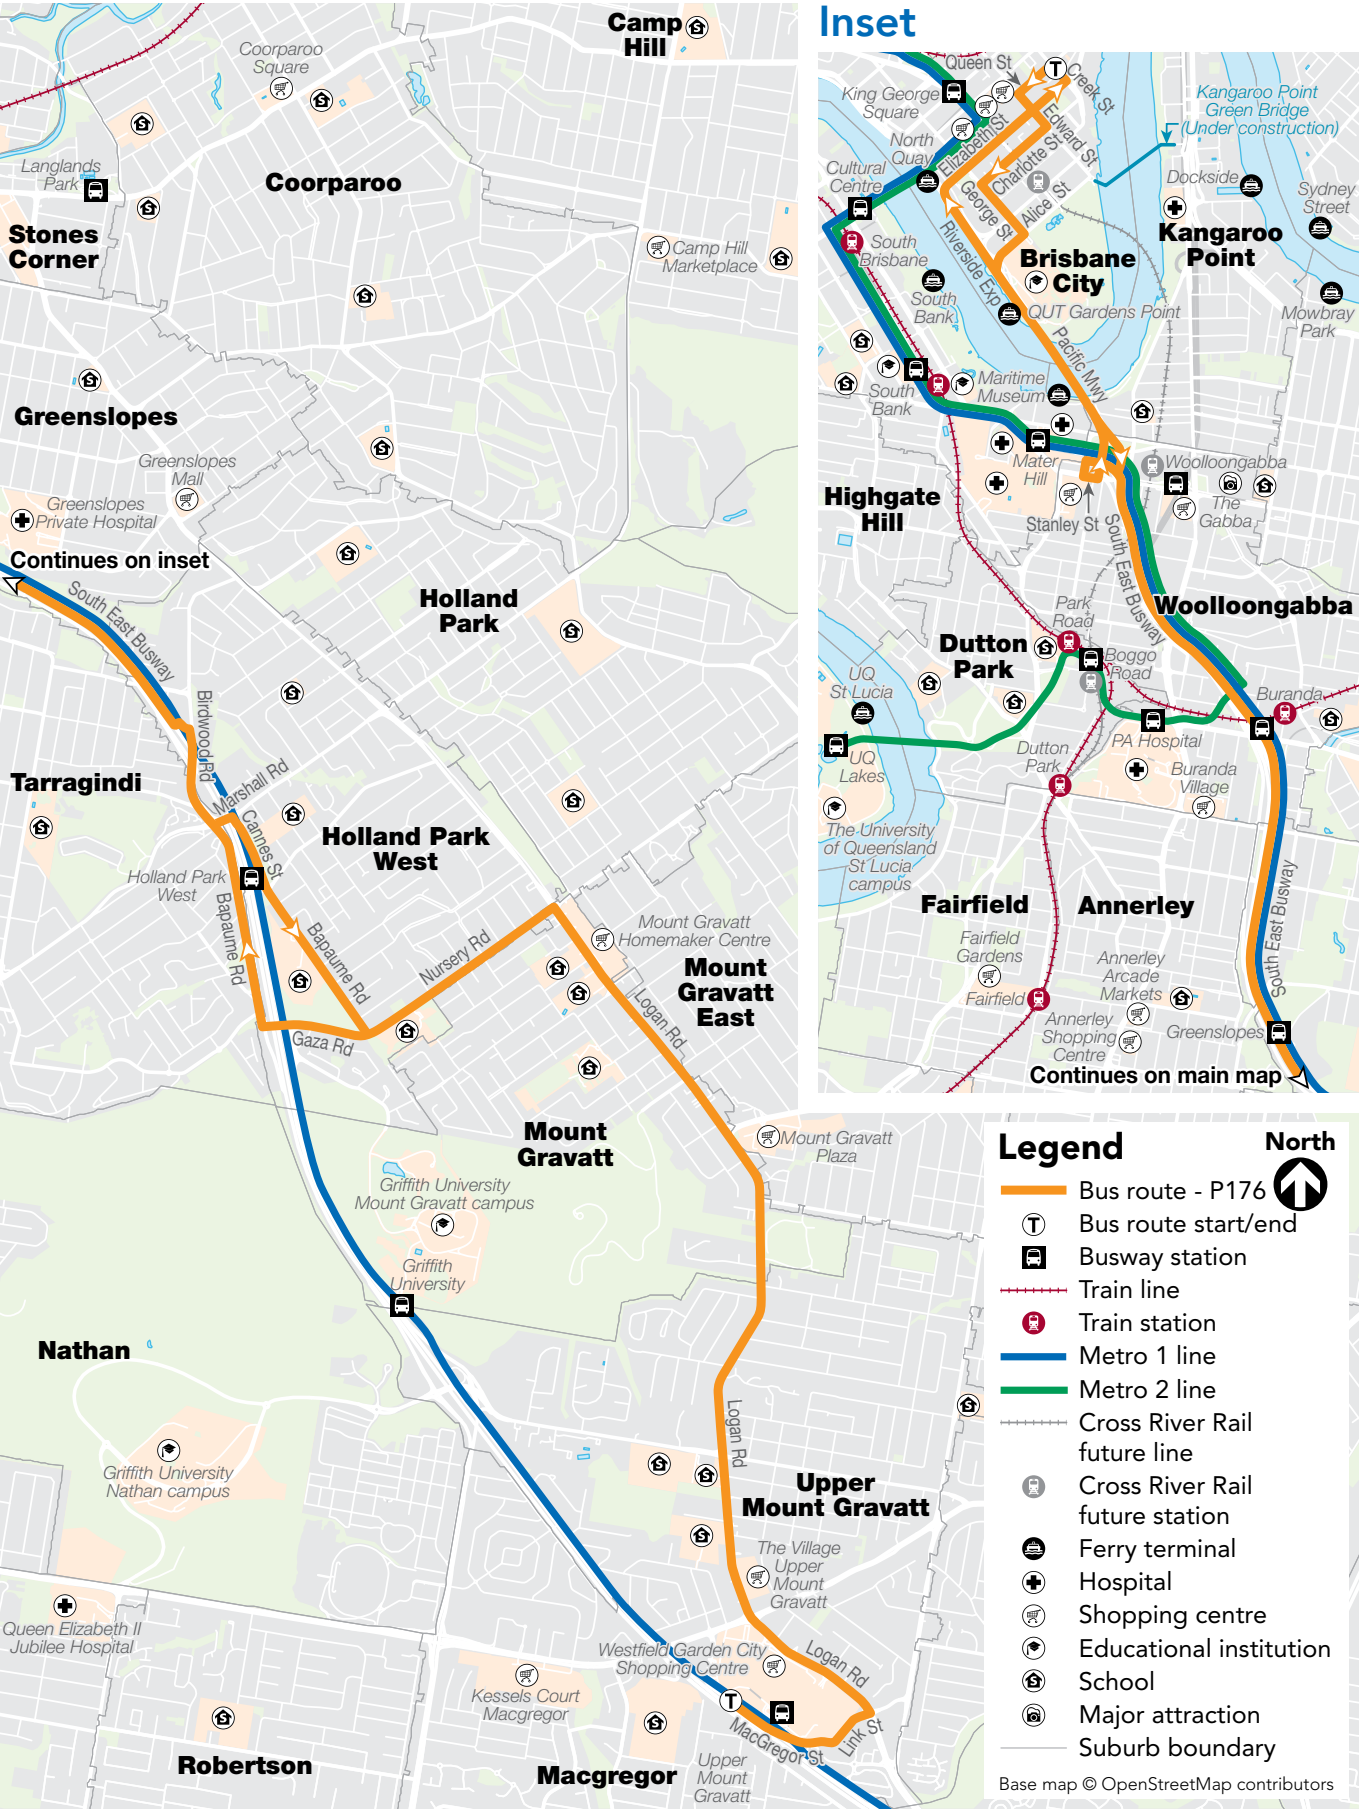 Camp
Hill
Coorparoo
Square
Langlands
Park
Coorparoo
Stones
Corner
Camp Hill
Marketplace
Greenslopes
Greenslopes
Mall
Greenslopes
Private Hospital
Continues on inset
South East Busway
Holland
Park
Birdwood Rd
Tarragindi
Marshall Rd
Cannes St
Holland Park
West
Holland Park
West
Bapaume Rd
Bapaume Rd
Nursery Rd
Gaza Rd
Mount Gravatt
Homemaker Centre
Mount
Gravatt
East
Logan Rd
Mount
Gravatt
Mount Gravatt
Plaza
Griffith University
Mount Gravatt campus
Griffith
University
Nathan
Griffith University
Nathan campus
Logan Rd
Upper
Mount Gravatt
The Village
Upper
Mount
Gravatt
Queen Elizabeth II
Jubilee Hospital
Westfield Garden City
Shopping Centre
Logan Rd
Kessels Court
Macgregor
T
MacGregor St
Link St
Robertson
Macgregor
Upper
Mount
Gravatt
Inset
Queen St
T
Creek St
King George
Square
North
Quay
Elizabeth St
Edward St
Charlotte St
Kangaroo Point
Green Bridge
(Under construction)
Cultural
Centre
George St
Alice St
Dockside
Sydney
Street
South
Brisbane
Riverside Exp
Brisbane
City
Kangaroo
Point
South
Bank
QUT Gardens Point
Mowbray
Park
Pacific Mwy
South
Bank
Maritime
Museum
Mater
Hill
Woolloongabba
Highgate
Hill
Stanley St
The
Gabba
South East Busway
Park
Road
Woolloongabba
Dutton
Park
Boggo
Road
UQ
St Lucia
Buranda
UQ
Lakes
Dutton
Park
PA Hospital
Buranda
Village
The University
of Queensland
St Lucia
campus
Fairfield
Annerley
South East Busway
Fairfield
Gardens
Annerley
Arcade
Markets
Fairfield
Annerley
Shopping
Centre
Greenslopes
Continues on main map
Legend
North
Bus route - P176
T Bus route start/end
Busway station
Train line
Train station
Metro 1 line
Metro 2 line
Cross River Rail
future line
Cross River Rail
future station
Ferry terminal
Hospital
Shopping centre
Educational institution
School
Major attraction
Suburb boundary
Base map © OpenStreetMap contributors